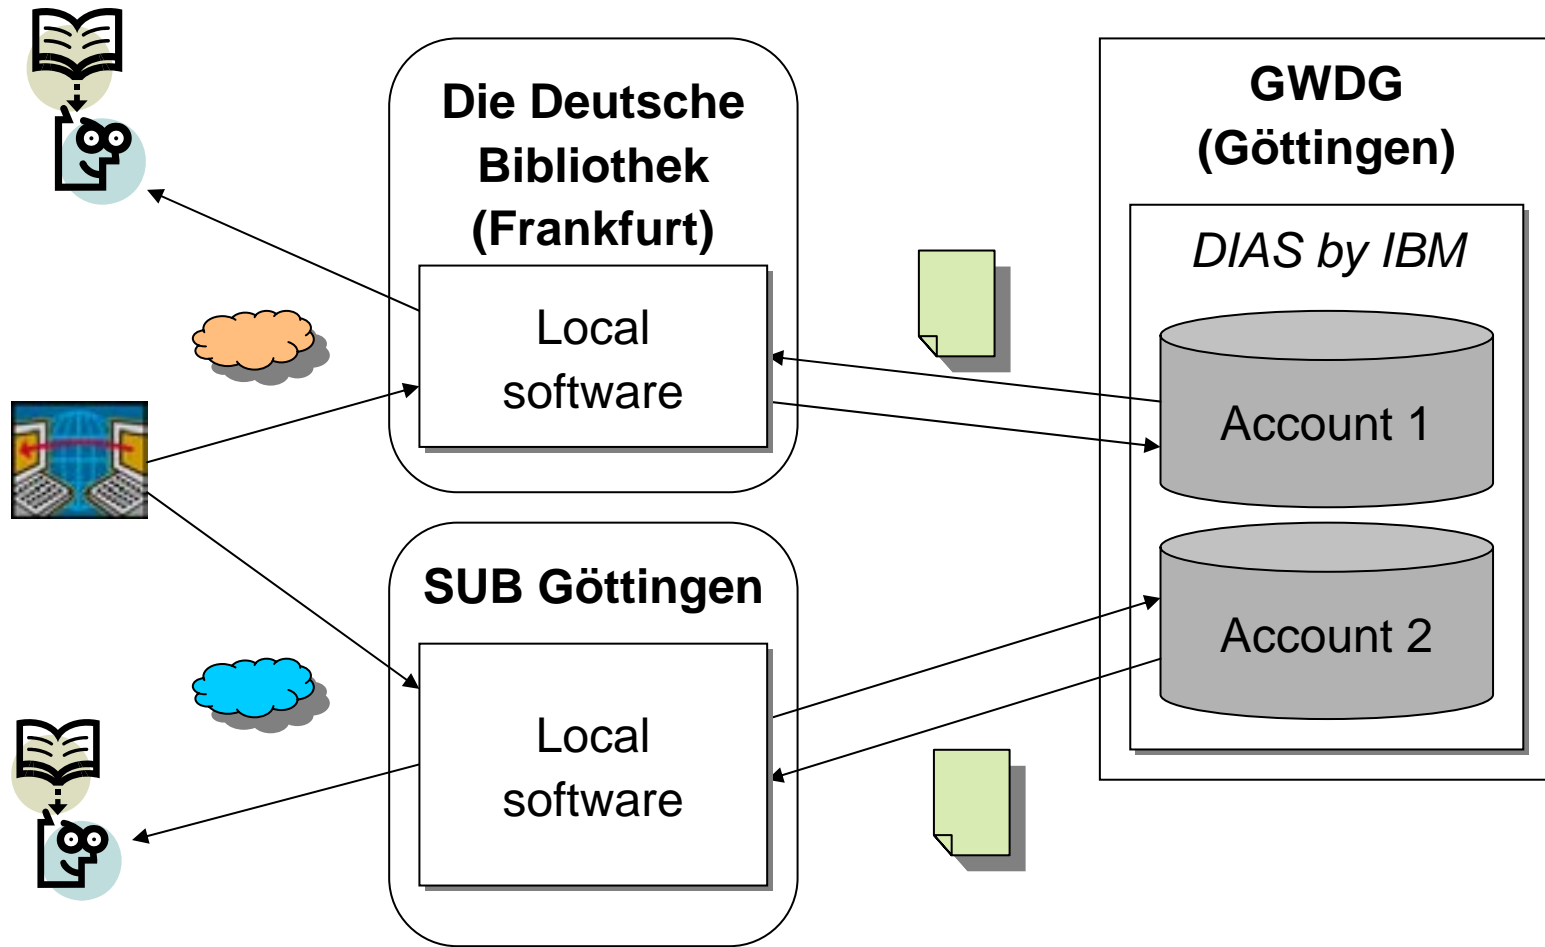 Die Deutsche
Bibliothek
(Frankfurt)
Local
software
GWDG
(Göttingen)
DIAS by IBM
Account 1
Account 2
SUB Göttingen
Local
software